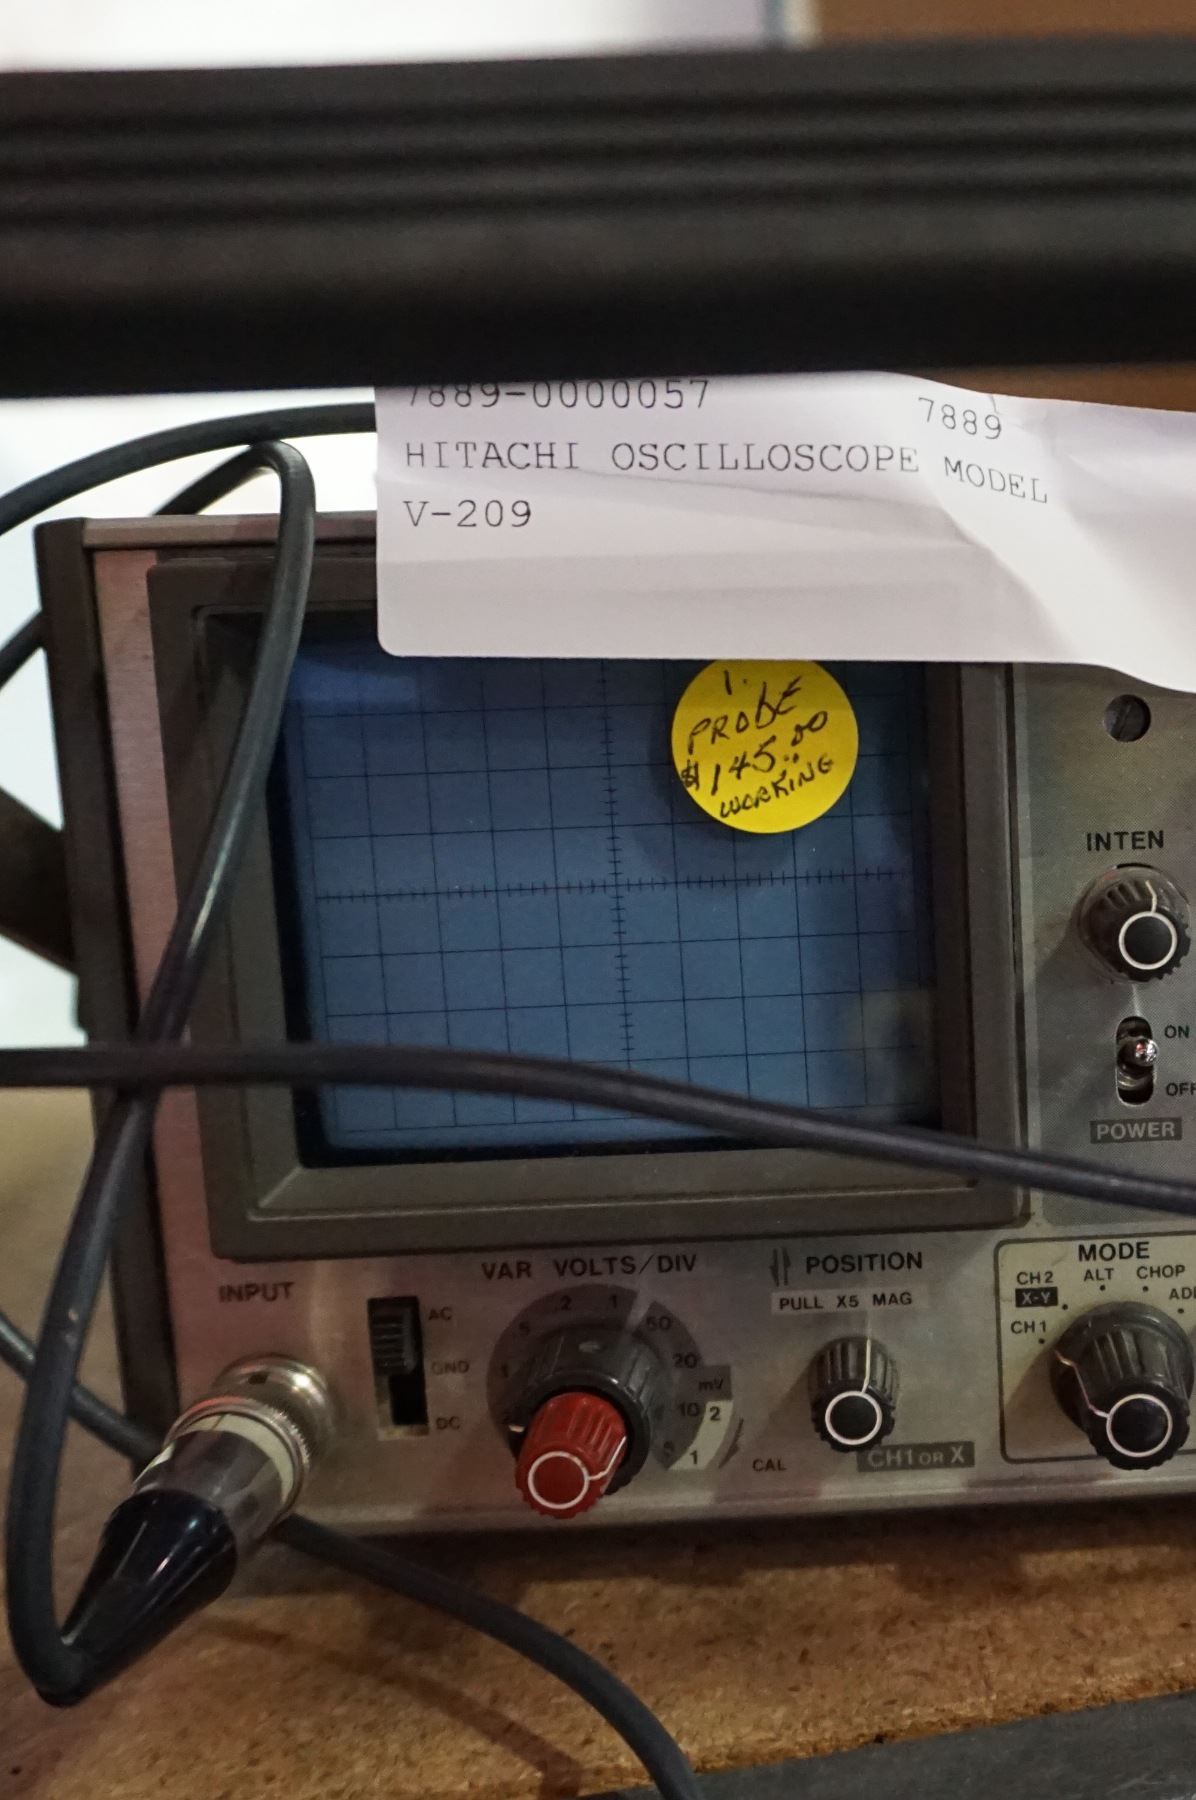 7889-0000057
7889
HITACHI OSCILLOSCOPE MODEL
V-209
1.
PROBE
$145.00
WORKING
INTEN
ON
OFF
POWER
INPUT
AC
GND
DC
VAR VOLTS/DIV
.2
.1
50
.5
20
1
mV
10
2
5
1
CAL
POSITION
PULL X5 MAG
CH1 OR X
MODE
CH2
ALT
CHOP
X-Y
CH1